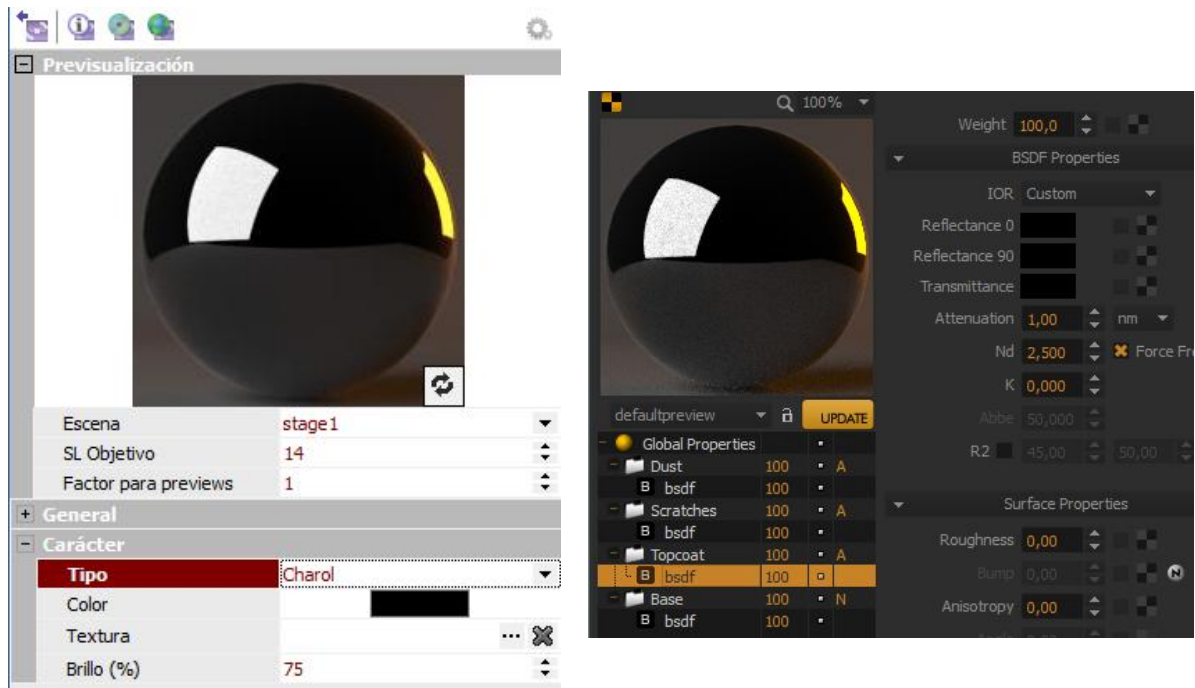 Previsualización
Escena stage1
SL Objetivo 14
Factor para previews 1
General
Carácter
Tipo Charol
Color
Textura ...
Brillo (%) 75
100%
defaultpreview UPDATE
Global Properties
Dust 100 A
B bsdf 100
Scratches 100 A
B bsdf 100
Topcoat 100 A
B bsdf 100
Base 100 N
B bsdf 100
Weight 100,0
BSDF Properties
IOR Custom
Reflectance 0
Reflectance 90
Transmittance
Attenuation 1,00 nm
Nd 2,500 Force Fre
K 0,000
Abbe 50,000
R2 45,00 50,00
Surface Properties
Roughness 0,00
Bump 0,00 N
Anisotropy 0,00